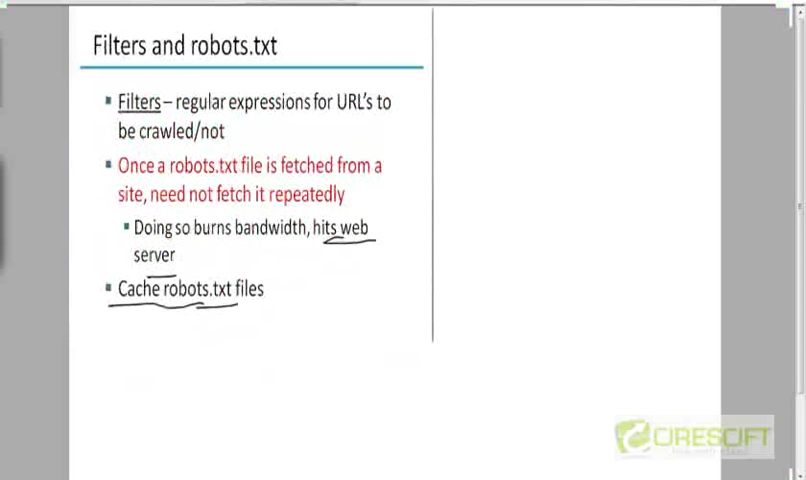 Filters and robots.txt
▪ Filters – regular expressions for URL's to
be crawled/not
▪ Once a robots.txt file is fetched from a
site, need not fetch it repeatedly
▪ Doing so burns bandwidth, hits web
server
▪ Cache robots.txt files
CIRESCIFT